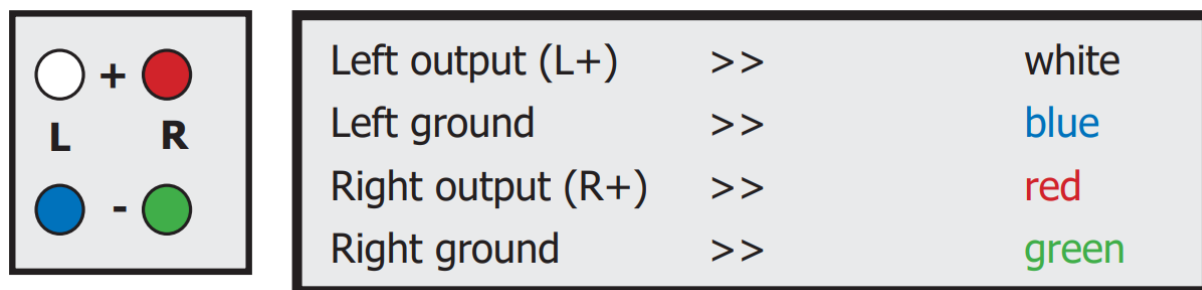 +
L R
-
Left output (L+) >> white
Left ground >> blue
Right output (R+) >> red
Right ground >> green